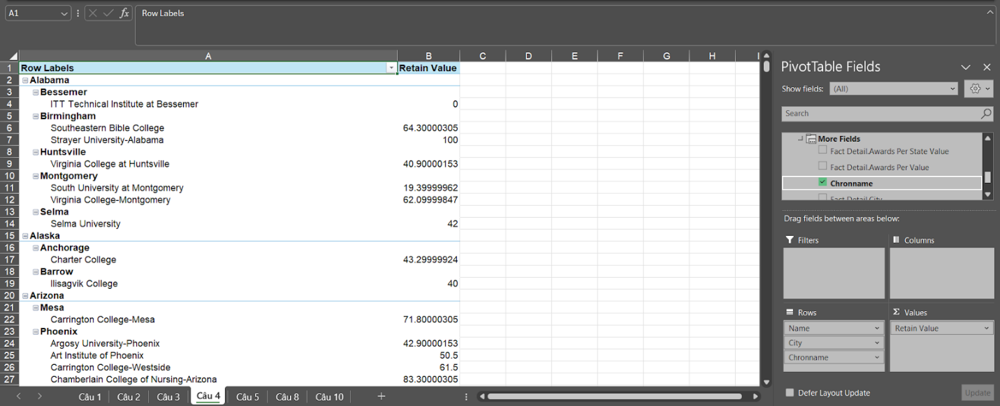 A1
fx
Row Labels
A B C D E F G H I
1 Row Labels Retain Value
2 Alabama
3 Bessemer
4 ITT Technical Institute at Bessemer 0
5 Birmingham
6 Southeastern Bible College 64.30000305
7 Strayer University-Alabama 100
8 Huntsville
9 Virginia College at Huntsville 40.90000153
10 Montgomery
11 South University at Montgomery 19.39999962
12 Virginia College-Montgomery 62.09999847
13 Selma
14 Selma University 42
15 Alaska
16 Anchorage
17 Charter College 43.29999924
18 Barrow
19 Ilisagvik College 40
20 Arizona
21 Mesa
22 Carrington College-Mesa 71.80000305
23 Phoenix
24 Argosy University-Phoenix 42.90000153
25 Art Institute of Phoenix 50.5
26 Carrington College-Westside 61.5
27 Chamberlain College of Nursing-Arizona 83.30000305
Câu 1 Câu 2 Câu 3 Câu 4 Câu 5 Câu 8 Câu 10
PivotTable Fields
Show fields: (All)
Search
More Fields
Fact Detail.Awards Per State Value
Fact Detail.Awards Per Value
Chronname
Fact Detail.City
Drag fields between areas below:
Filters
Columns
Rows
Name
City
Chronname
Σ Values
Retain Value
Defer Layout Update
Update